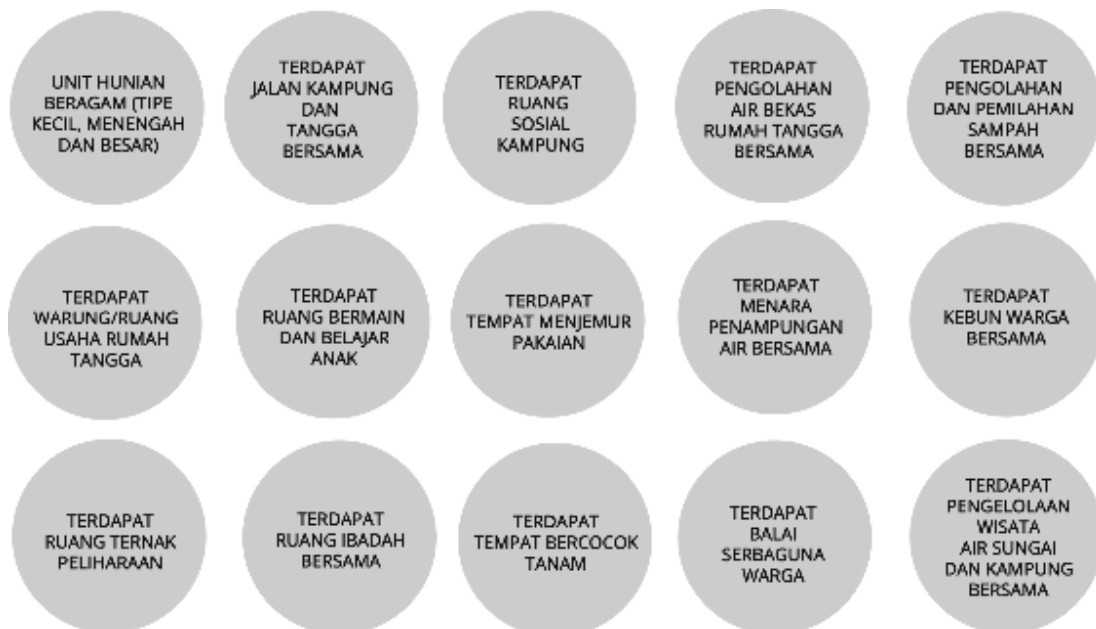 UNIT HUNIAN
BERAGAM (TIPE
KECIL, MENENGAH
DAN BESAR)
TERDAPAT
JALAN KAMPUNG
DAN
TANGGA
BERSAMA
TERDAPAT
RUANG
SOSIAL
KAMPUNG
TERDAPAT
PENGOLAHAN
AIR BEKAS
RUMAH TANGGA
BERSAMA
TERDAPAT
PENGOLAHAN
DAN PEMILAHAN
SAMPAH
BERSAMA
TERDAPAT
WARUNG/RUANG
USAHA RUMAH
TANGGA
TERDAPAT
RUANG BERMAIN
DAN BELAJAR
ANAK
TERDAPAT
TEMPAT MENJEMUR
PAKAIAN
TERDAPAT
MENARA
PENAMPUNGAN
AIR BERSAMA
TERDAPAT
KEBUN WARGA
BERSAMA
TERDAPAT
RUANG TERNAK
PELIHARAAN
TERDAPAT
RUANG IBADAH
BERSAMA
TERDAPAT
TEMPAT BERCOCOK
TANAM
TERDAPAT
BALAI
SERBAGUNA
WARGA
TERDAPAT
PENGELOLAAN
WISATA
AIR SUNGAI
DAN KAMPUNG
BERSAMA